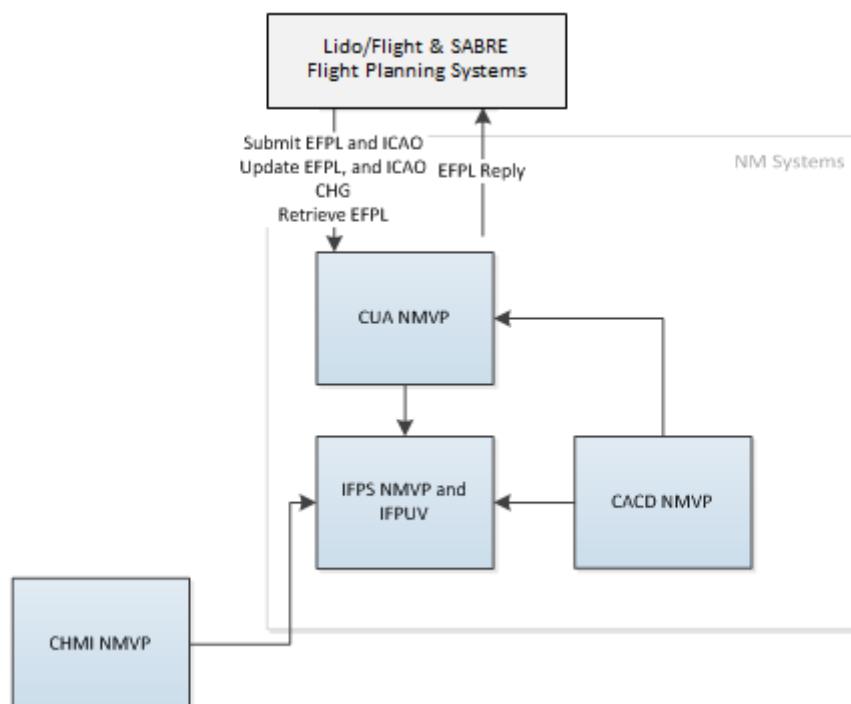 Lido/Flight & SABRE
Flight Planning Systems
Submit EFPL and ICAO
Update EFPL, and ICAO
CHG
Retrieve EFPL
EFPL Reply
NM Systems
CUA NMVP
IFPS NMVP and
IFPUV
CACD NMVP
CHMI NMVP